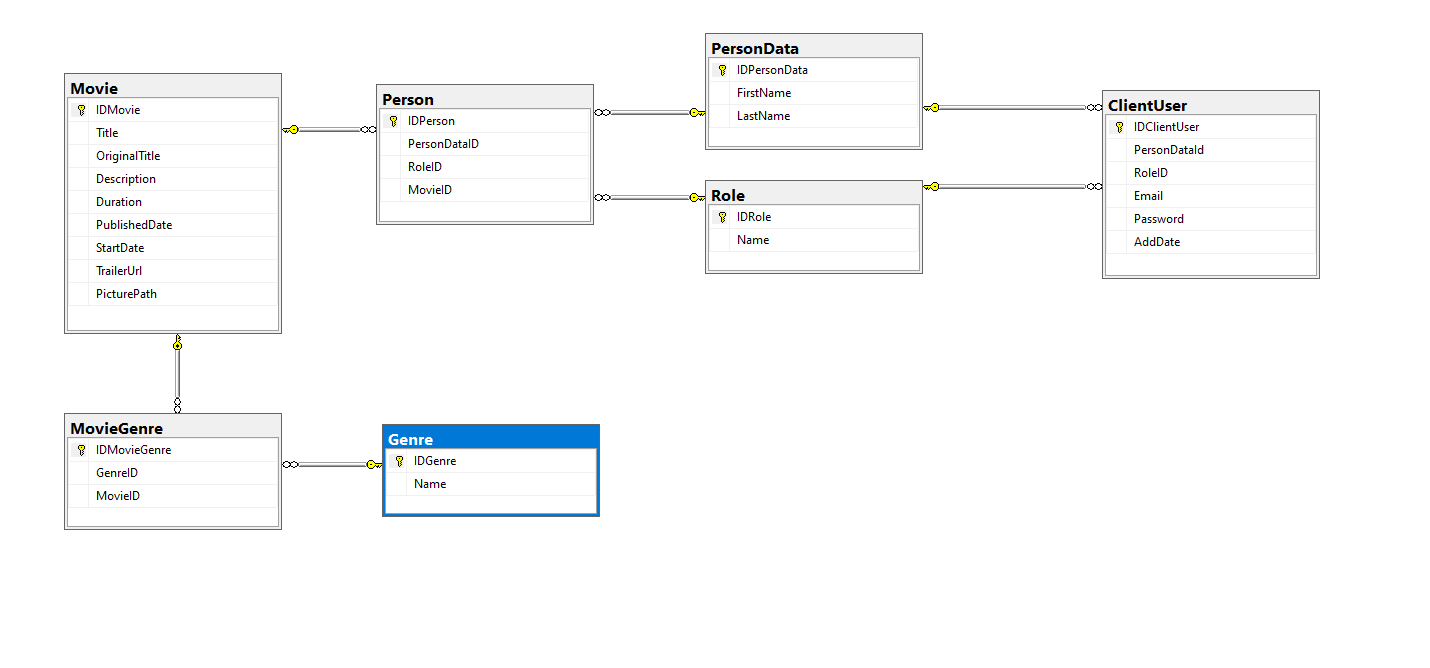 Movie
IDMovie
Title
OriginalTitle
Description
Duration
PublishedDate
StartDate
TrailerUrl
PicturePath
Person
IDPerson
PersonDataID
RoleID
MovieID
PersonData
IDPersonData
FirstName
LastName
Role
IDRole
Name
ClientUser
IDClientUser
PersonDataId
RoleID
Email
Password
AddDate
MovieGenre
IDMovieGenre
GenreID
MovieID
Genre
IDGenre
Name